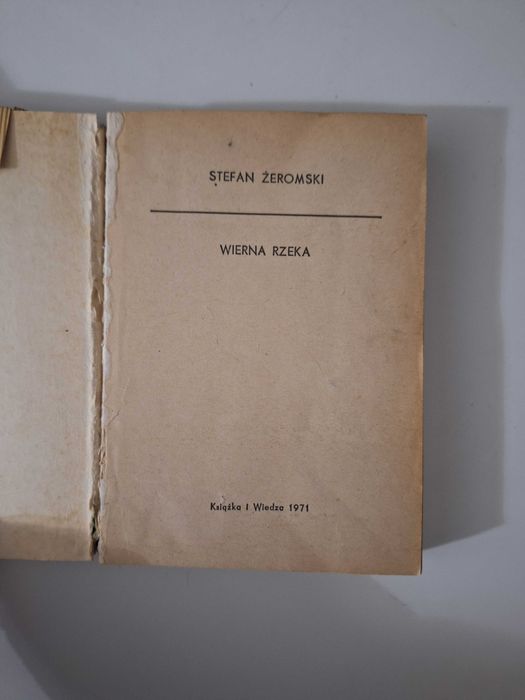 STEFAN ŻEROMSKI
WIERNA RZEKA
Książka i Wiedza 1971